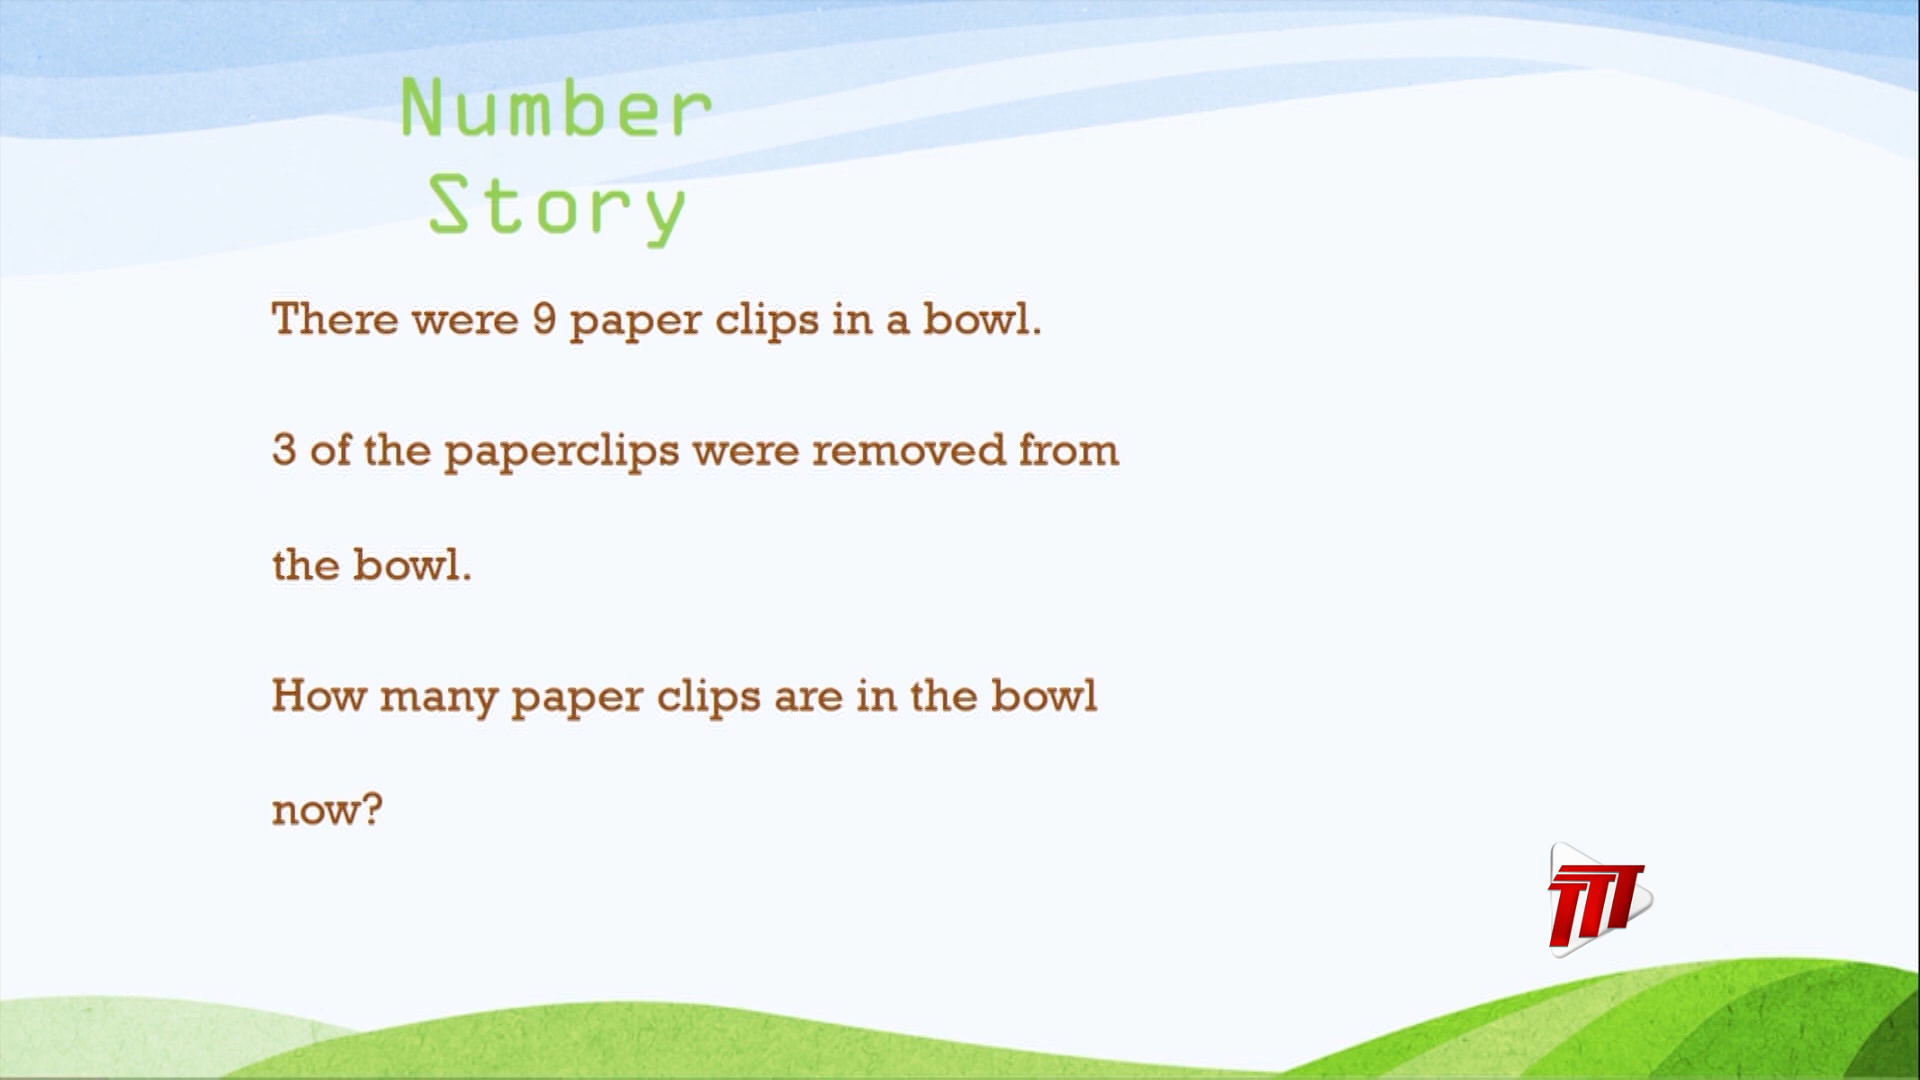 Number
Story
There were 9 paper clips in a bowl.
3 of the paperclips were removed from
the bowl.
How many paper clips are in the bowl
now?
TTT